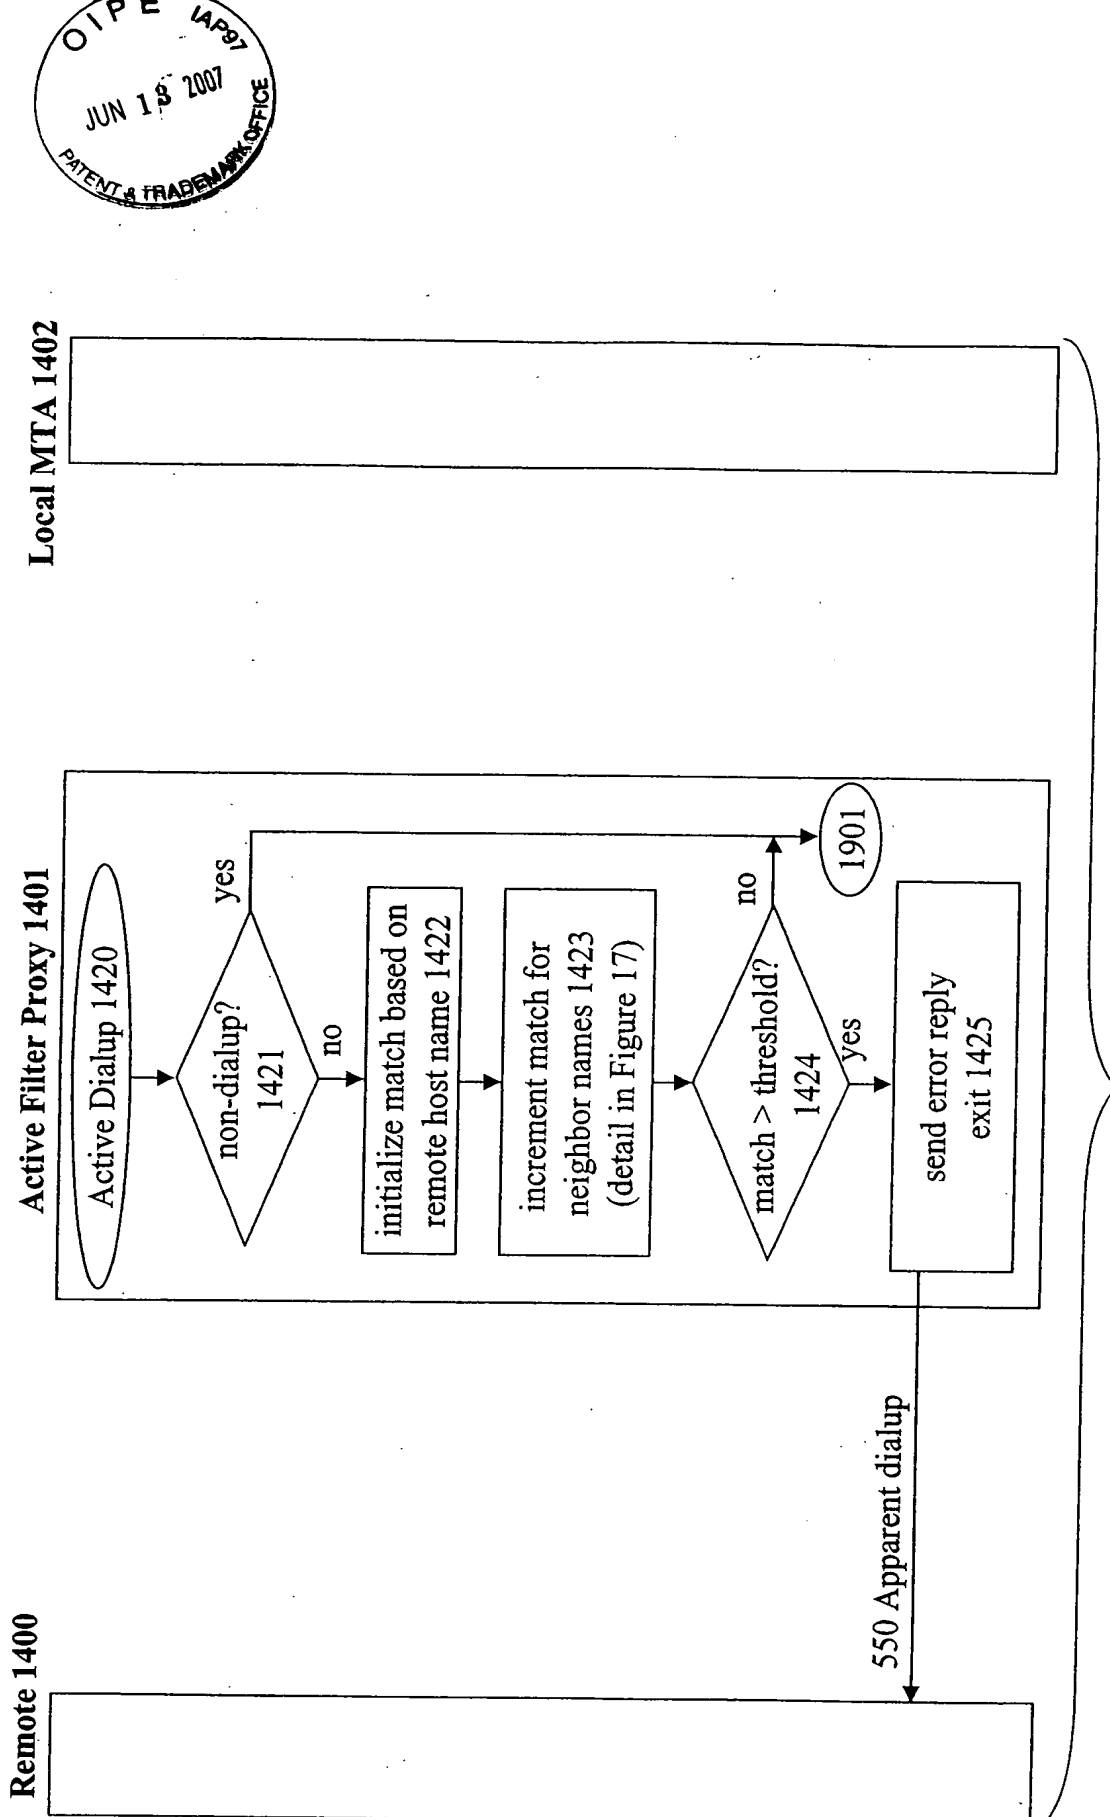 OIPE IAP97
JUN 13 2007
PATENT & TRADEMARK OFFICE
Remote 1400
Active Filter Proxy 1401
Local MTA 1402
Active Dialup 1420
non-dialup?
1421
yes
no
initialize match based on
remote host name 1422
increment match for
neighbor names 1423
(detail in Figure 17)
match > threshold?
1424
no
yes
1901
send error reply
exit 1425
550 Apparent dialup